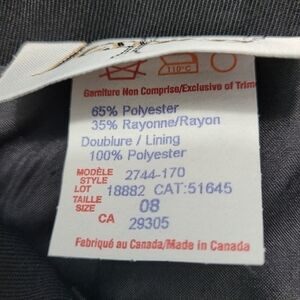 110°C
Garniture Non Comprise/Exclusive of Trim
65% Polyester
35% Rayonne/Rayon
Doublure / Lining
100% Polyester
MODÈLE
STYLE 2744-170
LOT 18882 CAT:51645
TAILLE
SIZE 08
CA 29305
Fabriqué au Canada/Made in Canada